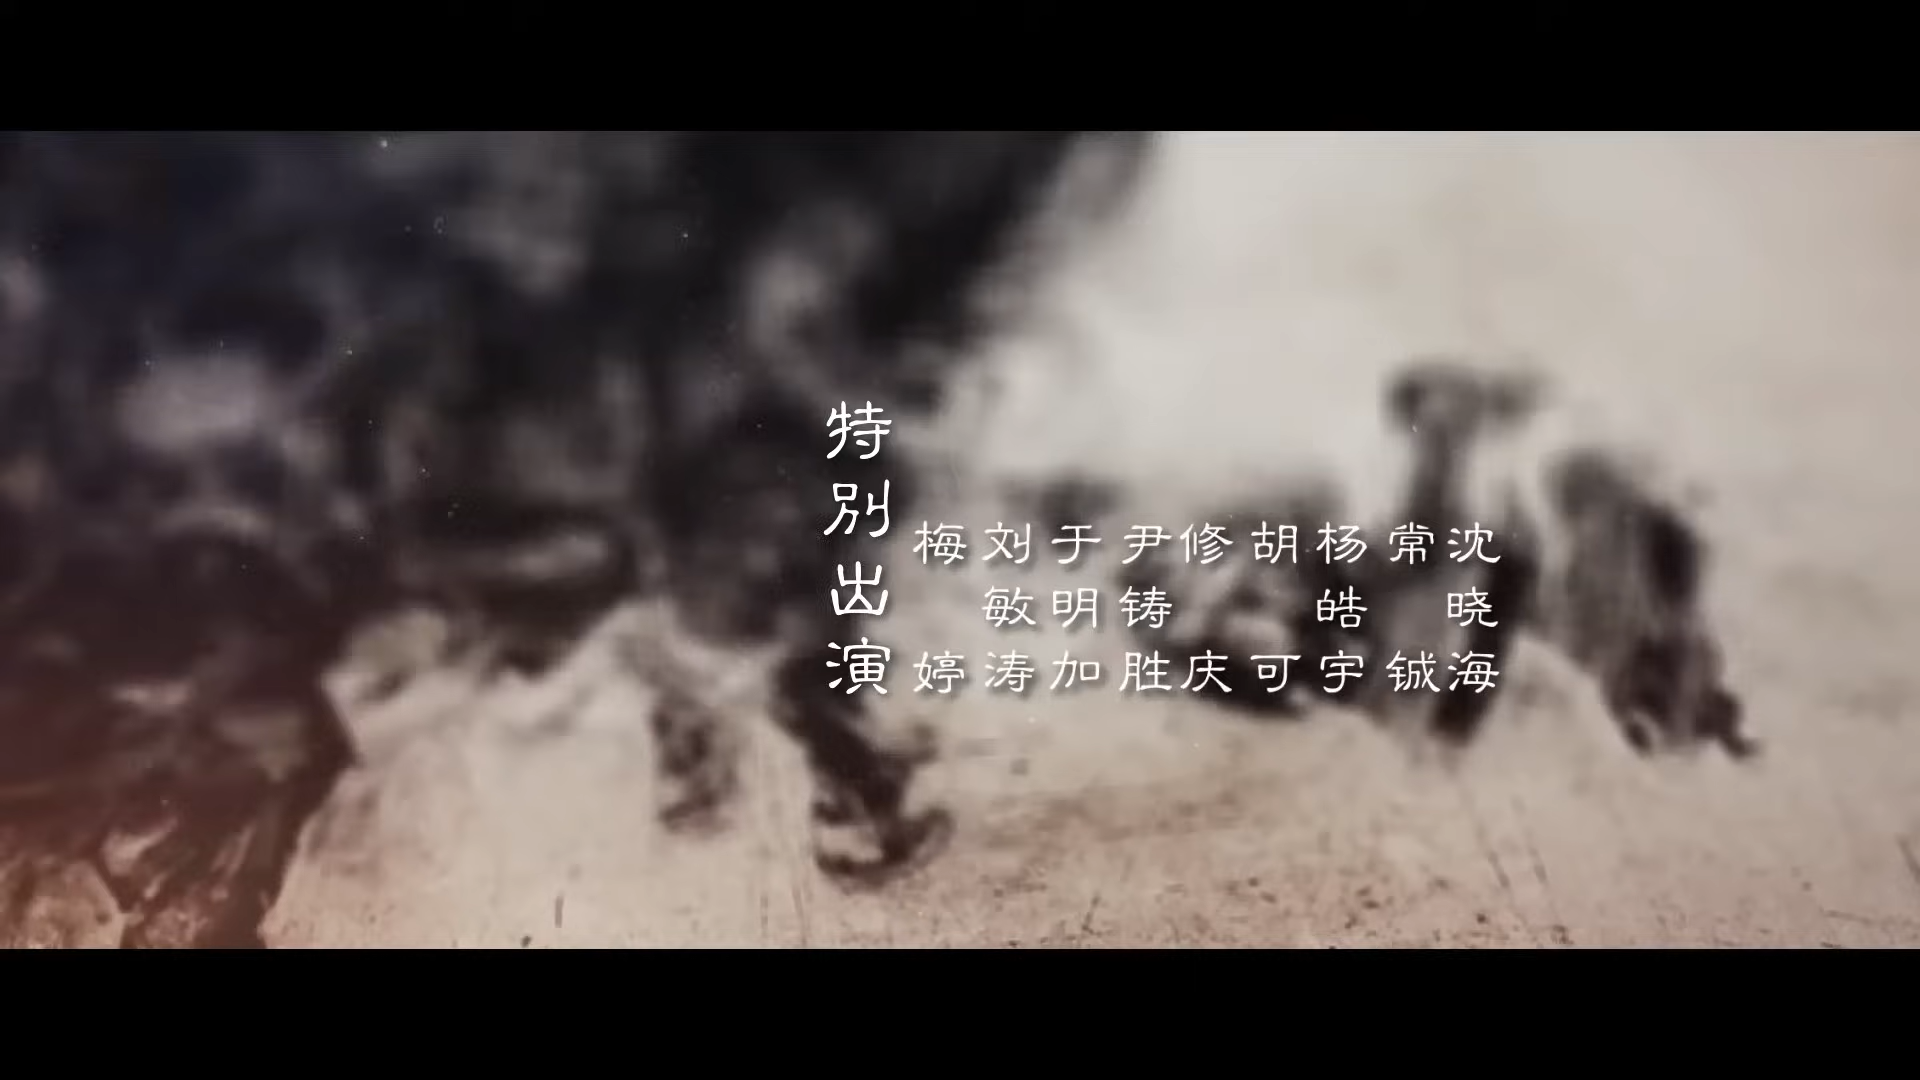 特別出演
梅婷
刘敏涛
于明加
尹铸胜
修庆
胡可
杨皓宇
常铖
沈晓海